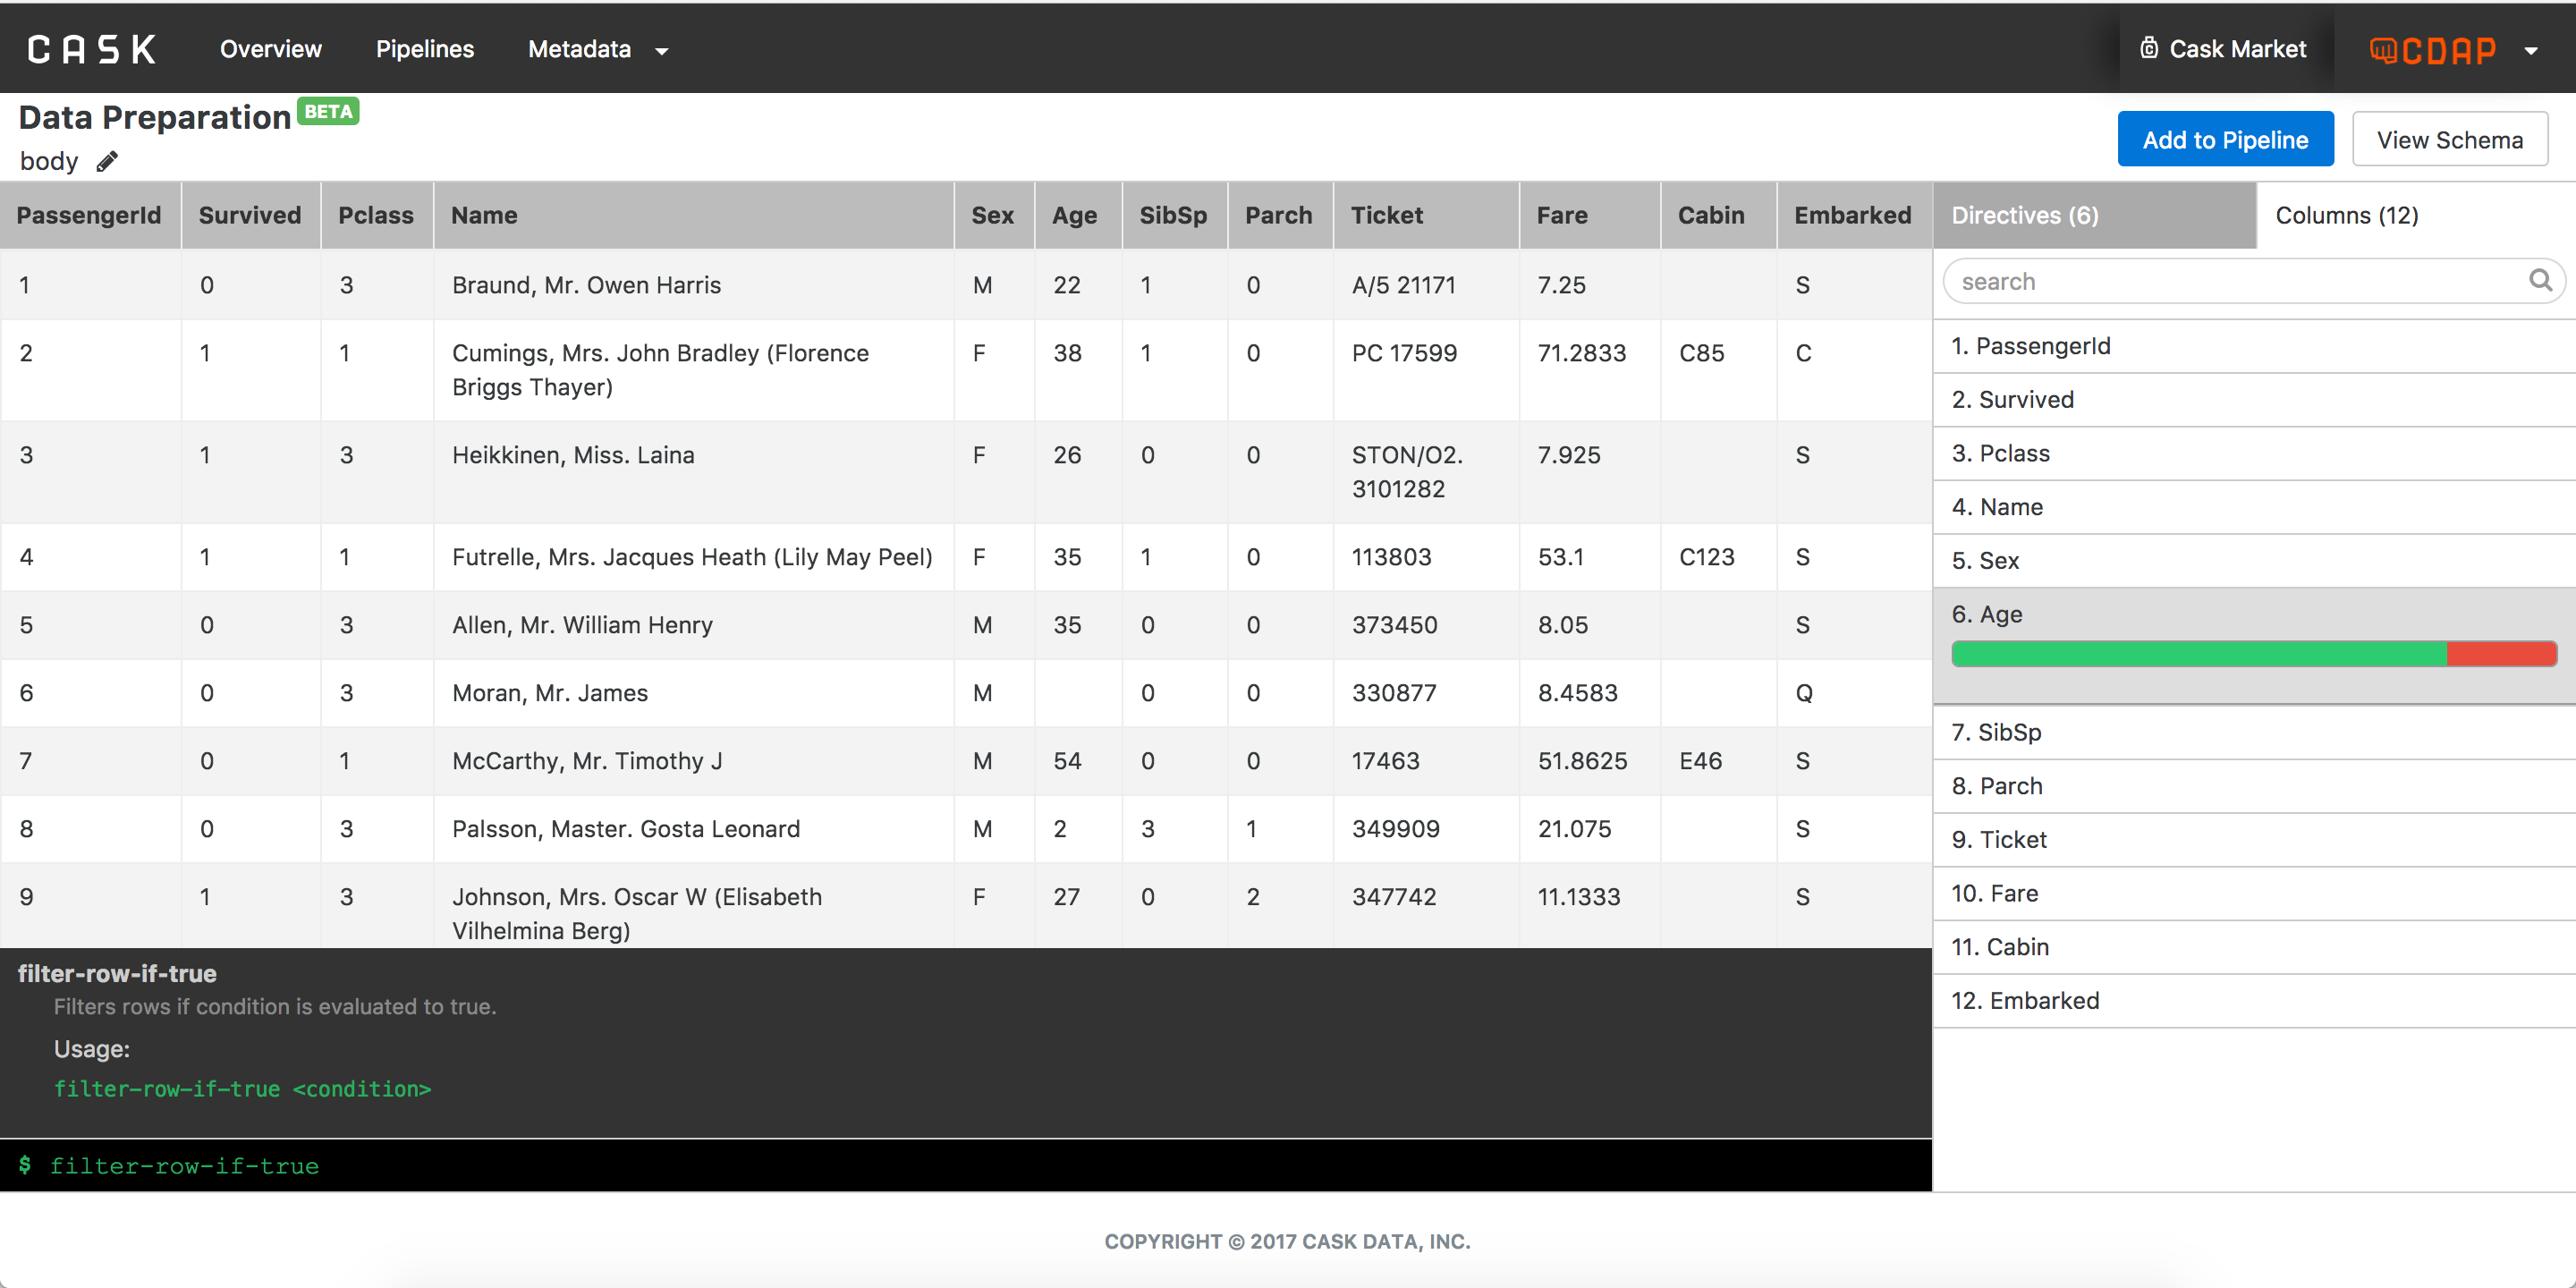 CASK Overview Pipelines Metadata Cask Market CDAP
Data Preparation BETA
body
Add to Pipeline View Schema
PassengerId Survived Pclass Name Sex Age SibSp Parch Ticket Fare Cabin Embarked
1 0 3 Braund, Mr. Owen Harris M 22 1 0 A/5 21171 7.25 S
2 1 1 Cumings, Mrs. John Bradley (Florence F 38 1 0 PC 17599 71.2833 C85 C
Briggs Thayer)
3 1 3 Heikkinen, Miss. Laina F 26 0 0 STON/O2. 7.925 S
3101282
4 1 1 Futrelle, Mrs. Jacques Heath (Lily May Peel) F 35 1 0 113803 53.1 C123 S
5 0 3 Allen, Mr. William Henry M 35 0 0 373450 8.05 S
6 0 3 Moran, Mr. James M 0 0 330877 8.4583 Q
7 0 1 McCarthy, Mr. Timothy J M 54 0 0 17463 51.8625 E46 S
8 0 3 Palsson, Master. Gosta Leonard M 2 3 1 349909 21.075 S
9 1 3 Johnson, Mrs. Oscar W (Elisabeth F 27 0 2 347742 11.1333 S
Vilhelmina Berg)
filter-row-if-true
Filters rows if condition is evaluated to true.
Usage:
filter-row-if-true <condition>
$ filter-row-if-true
Directives (6) Columns (12)
search
1. PassengerId
2. Survived
3. Pclass
4. Name
5. Sex
6. Age
7. SibSp
8. Parch
9. Ticket
10. Fare
11. Cabin
12. Embarked
COPYRIGHT © 2017 CASK DATA, INC.